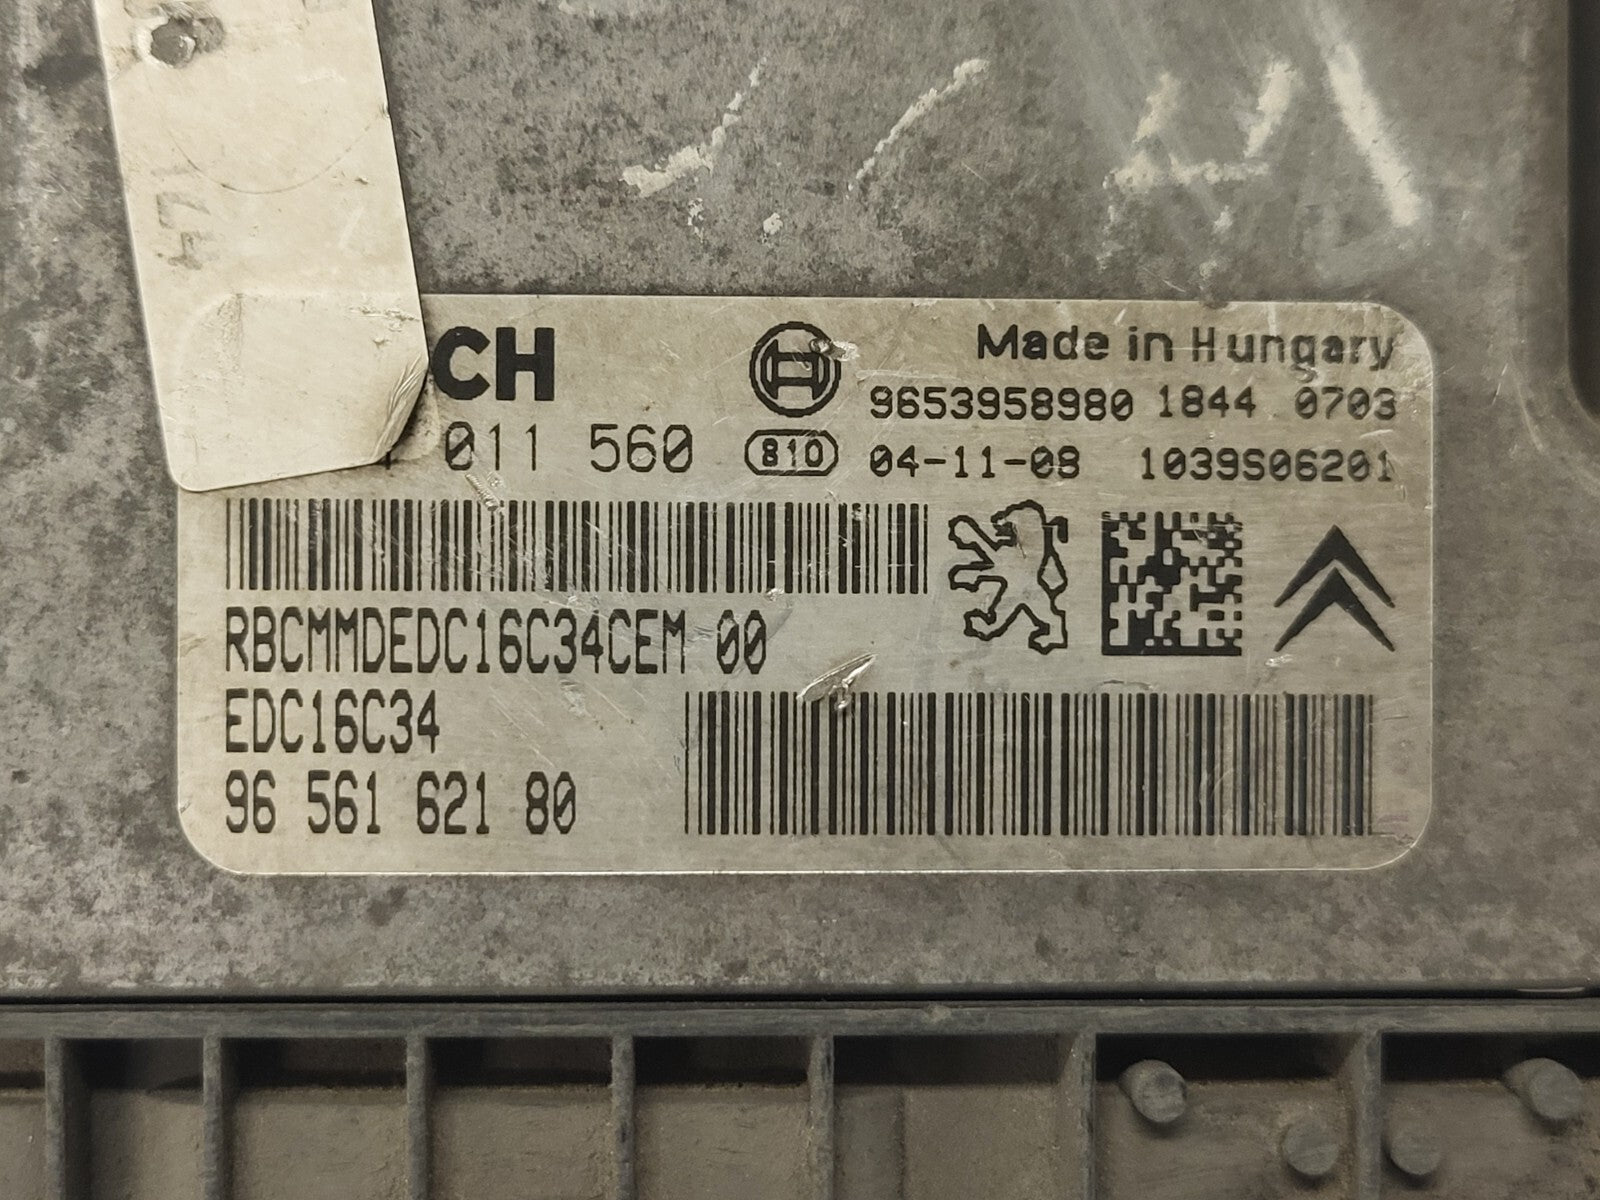 CH
Made in Hungary
9653958980 1844 0703
011 560
810
04-11-08 1039S06201
RBCMMDEDC16C34CEM 00
EDC16C34
96 561 621 80